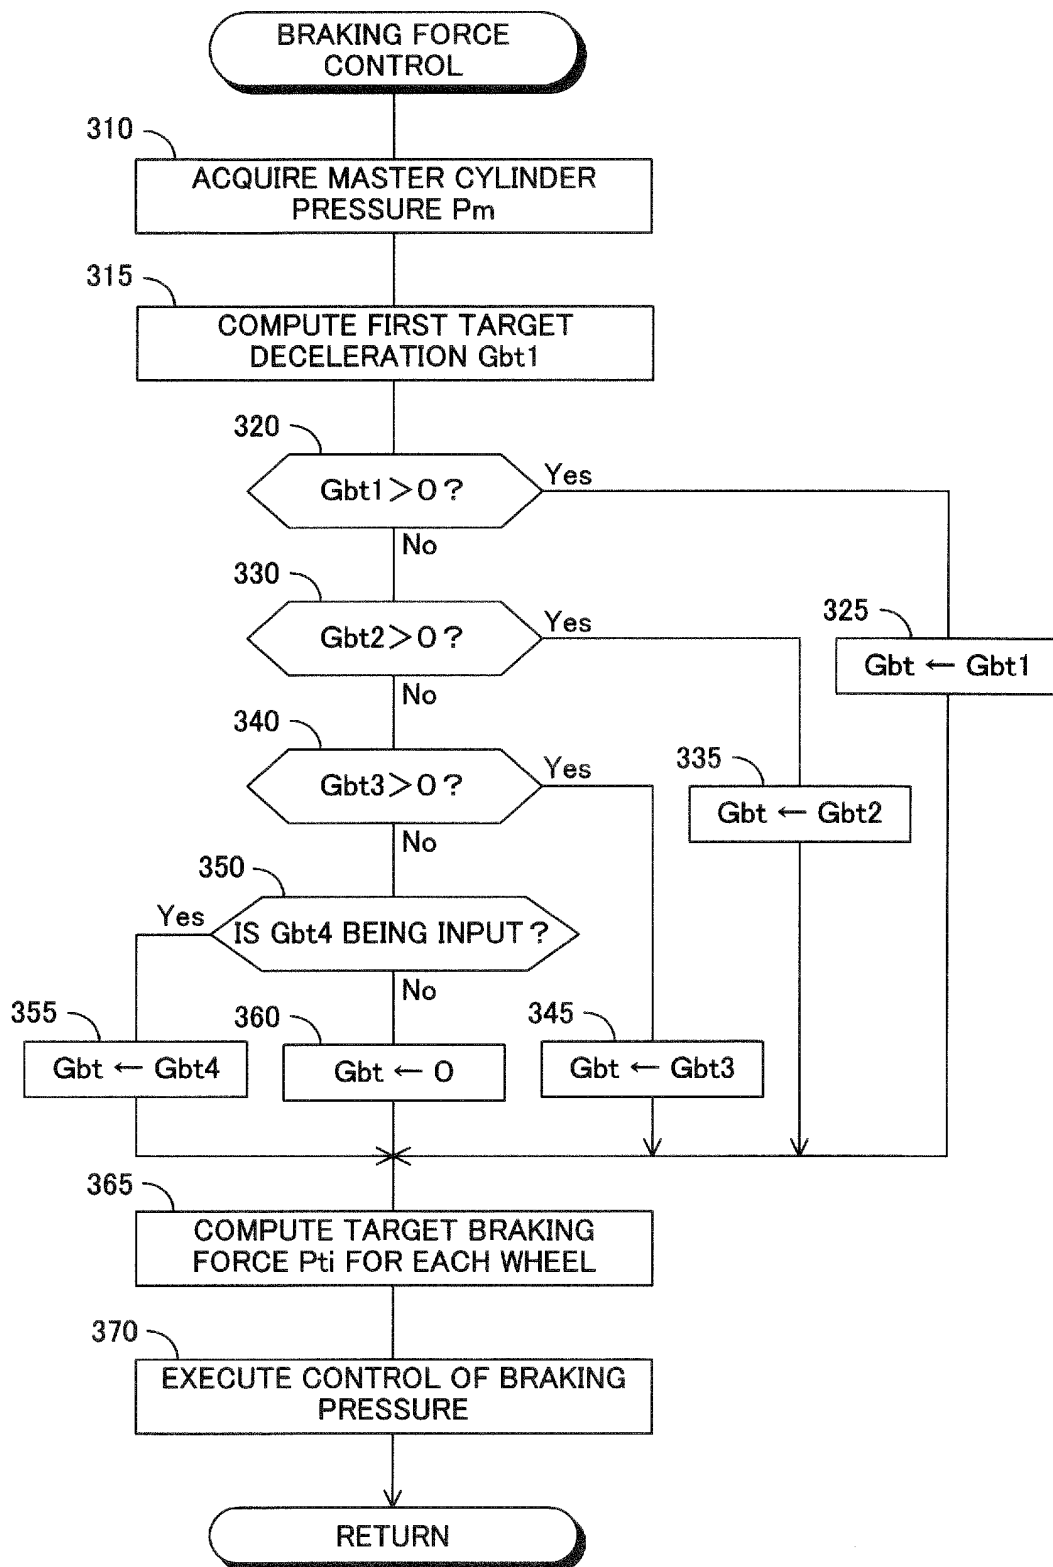 BRAKING FORCE
CONTROL
310
ACQUIRE MASTER CYLINDER
PRESSURE Pm
315
COMPUTE FIRST TARGET
DECELERATION Gbt1
320
Gbt1>0?
Yes
No
330
Gbt2>0?
Yes
325
Gbt ← Gbt1
No
340
Gbt3>0?
Yes
335
Gbt ← Gbt2
No
350
Yes
IS Gbt4 BEING INPUT?
No
355
Gbt ← Gbt4
360
Gbt ← 0
345
Gbt ← Gbt3
365
COMPUTE TARGET BRAKING
FORCE Pti FOR EACH WHEEL
370
EXECUTE CONTROL OF BRAKING
PRESSURE
RETURN